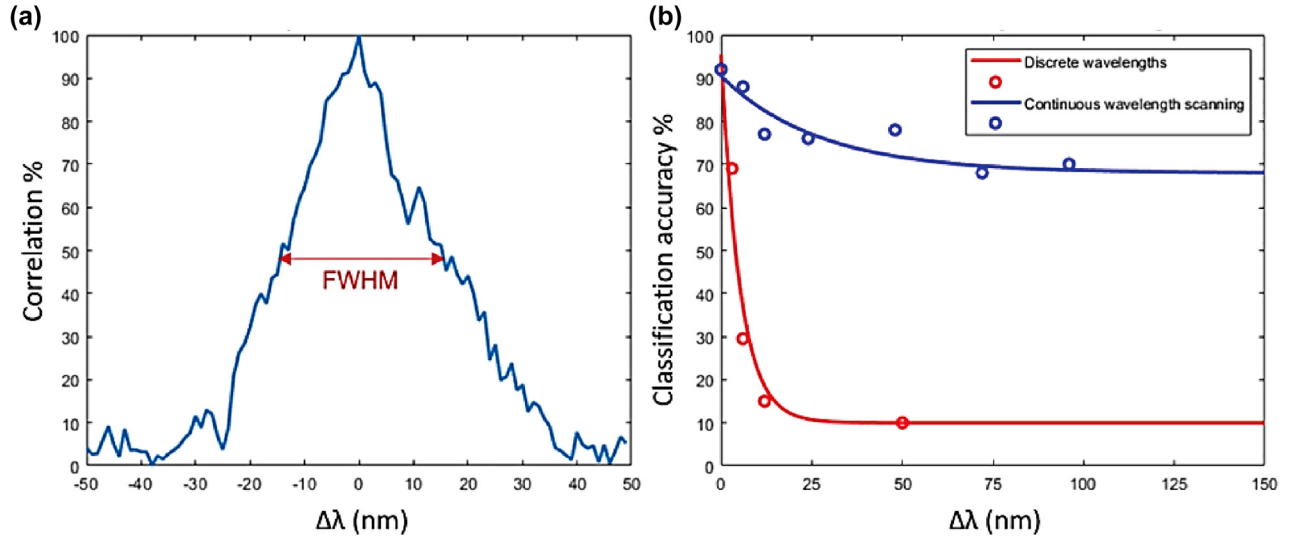 (a)
100
90
80
70
60
50
40
30
20
10
0
Correlation %
FWHM
-50 -40 -30 -20 -10 0 10 20 30 40 50
Δλ (nm)
(b)
100
90
80
70
60
50
40
30
20
10
0
Classification accuracy %
Discrete wavelengths
Continuous wavelength scanning
0 25 50 75 100 125 150
Δλ (nm)